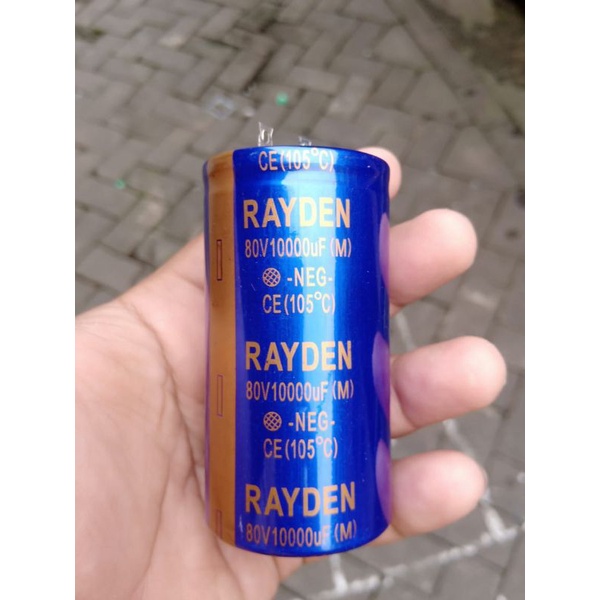 CE(105°C)
RAYDEN
80V10000uF(M)
-NEG-
CE(105°C)
RAYDEN
80V10000uF(M)
-NEG-
CE(105°C)
RAYDEN
80V10000uF(M)